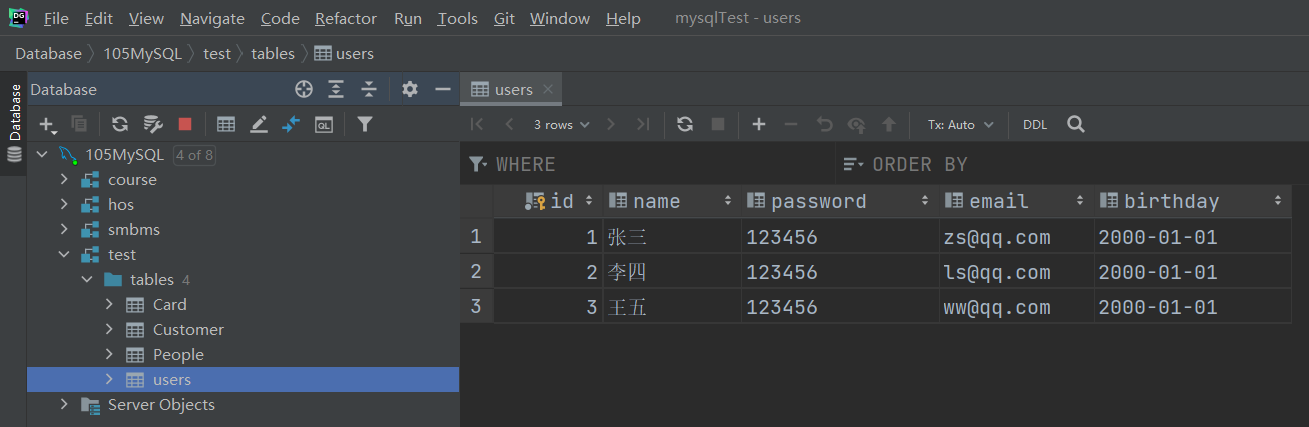 DG File Edit View Navigate Code Refactor Run Tools Git Window Help mysqlTest - users
Database 105MySQL test tables users
Database
Database
QL
105MySQL 4 of 8
course
hos
smbms
test
tables 4
Card
Customer
People
users
Server Objects
users
3 rows Tx: Auto DDL
WHERE ORDER BY
id name password email birthday
1 1 张三 123456 zs@qq.com 2000-01-01
2 2 李四 123456 ls@qq.com 2000-01-01
3 3 王五 123456 ww@qq.com 2000-01-01